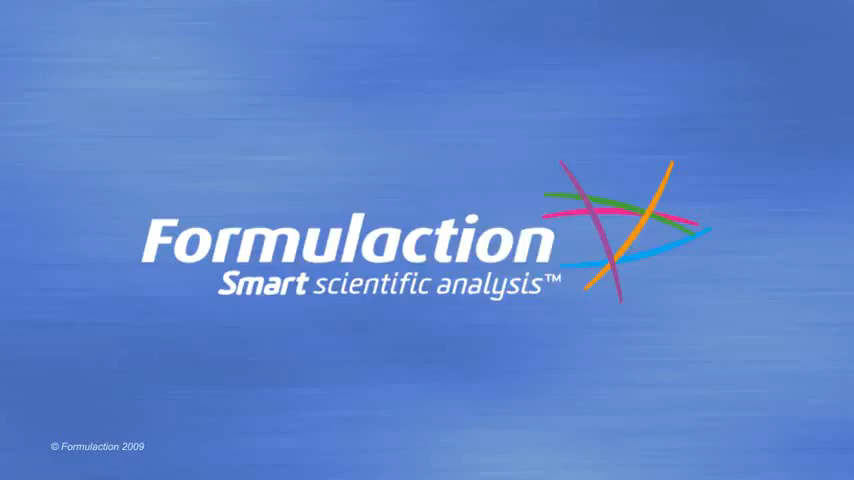 Formulaction
Smart scientific analysis™
© Formulaction 2009